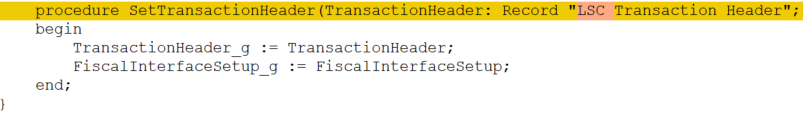 procedure SetTransactionHeader(TransactionHeader: Record "LSC Transaction Header";
begin
TransactionHeader_g := TransactionHeader;
FiscalInterfaceSetup_g := FiscalInterfaceSetup;
end;
}